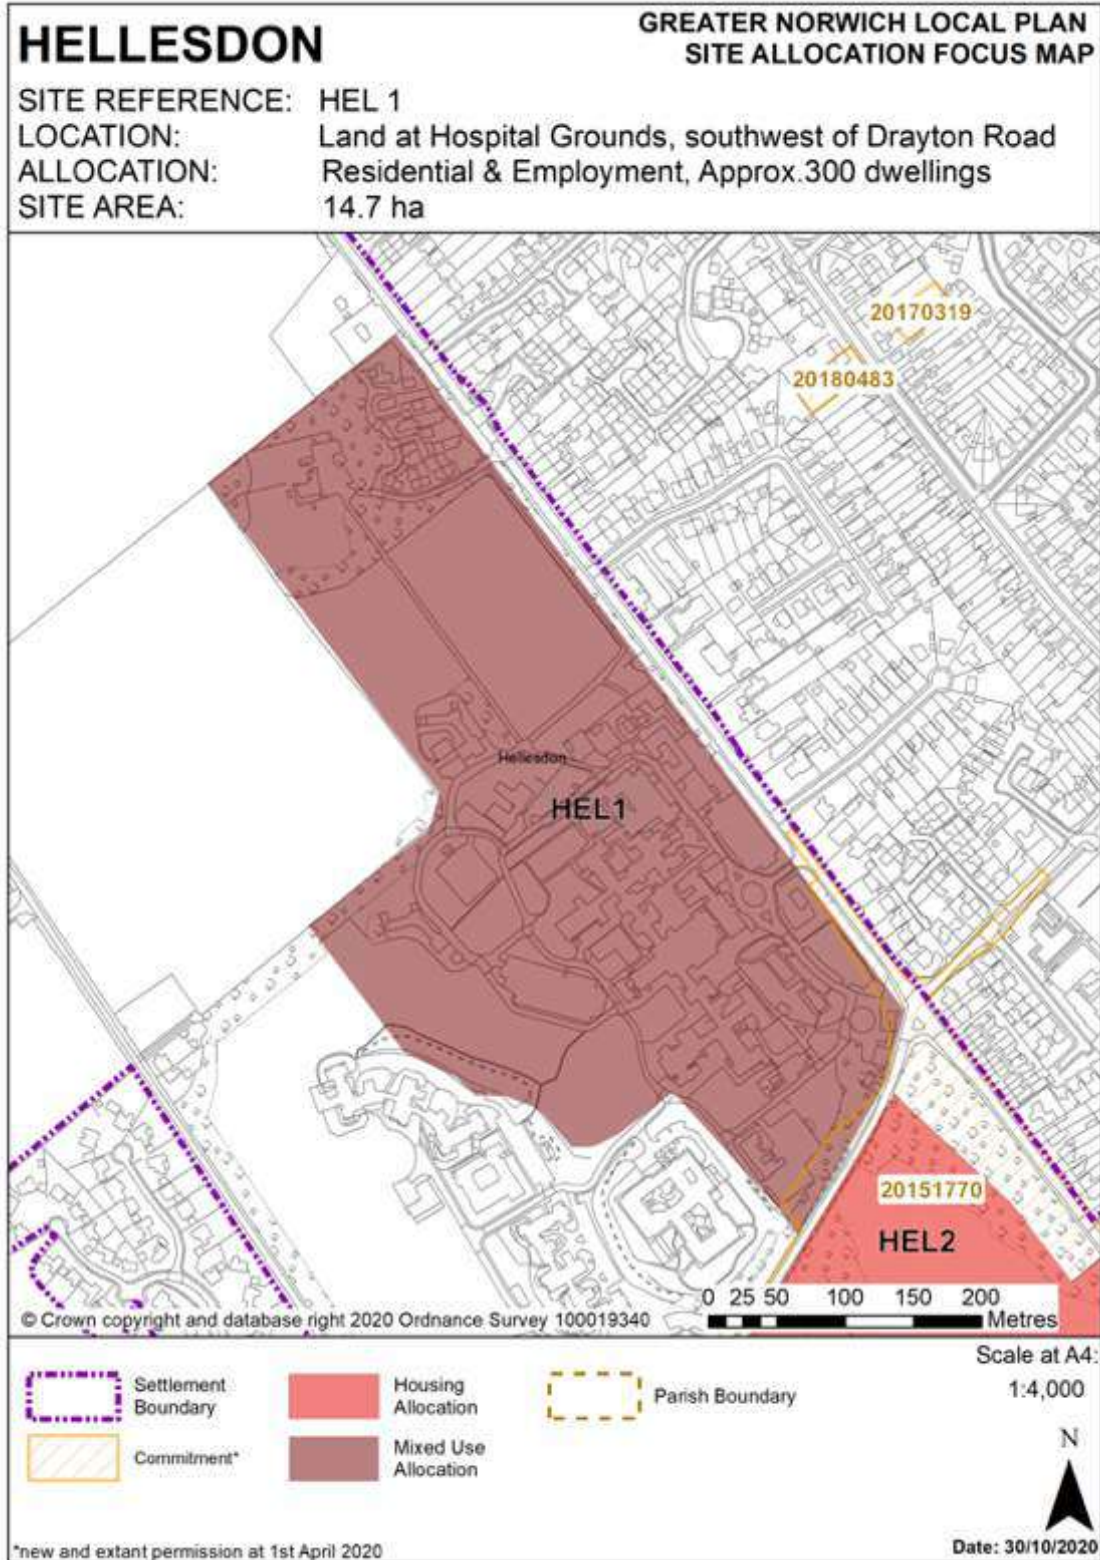 HELLESDON
GREATER NORWICH LOCAL PLAN
SITE ALLOCATION FOCUS MAP
SITE REFERENCE: HEL 1
LOCATION: Land at Hospital Grounds, southwest of Drayton Road
ALLOCATION: Residential & Employment, Approx.300 dwellings
SITE AREA: 14.7 ha
20170319
20180483
Hellesdon
HEL1
20151770
HEL2
0 25 50 100 150 200
Metres
© Crown copyright and database right 2020 Ordnance Survey 100019340
Settlement
Boundary
Housing
Allocation
Parish Boundary
Commitment*
Mixed Use
Allocation
Scale at A4:
1:4,000
N
*new and extant permission at 1st April 2020
Date: 30/10/2020